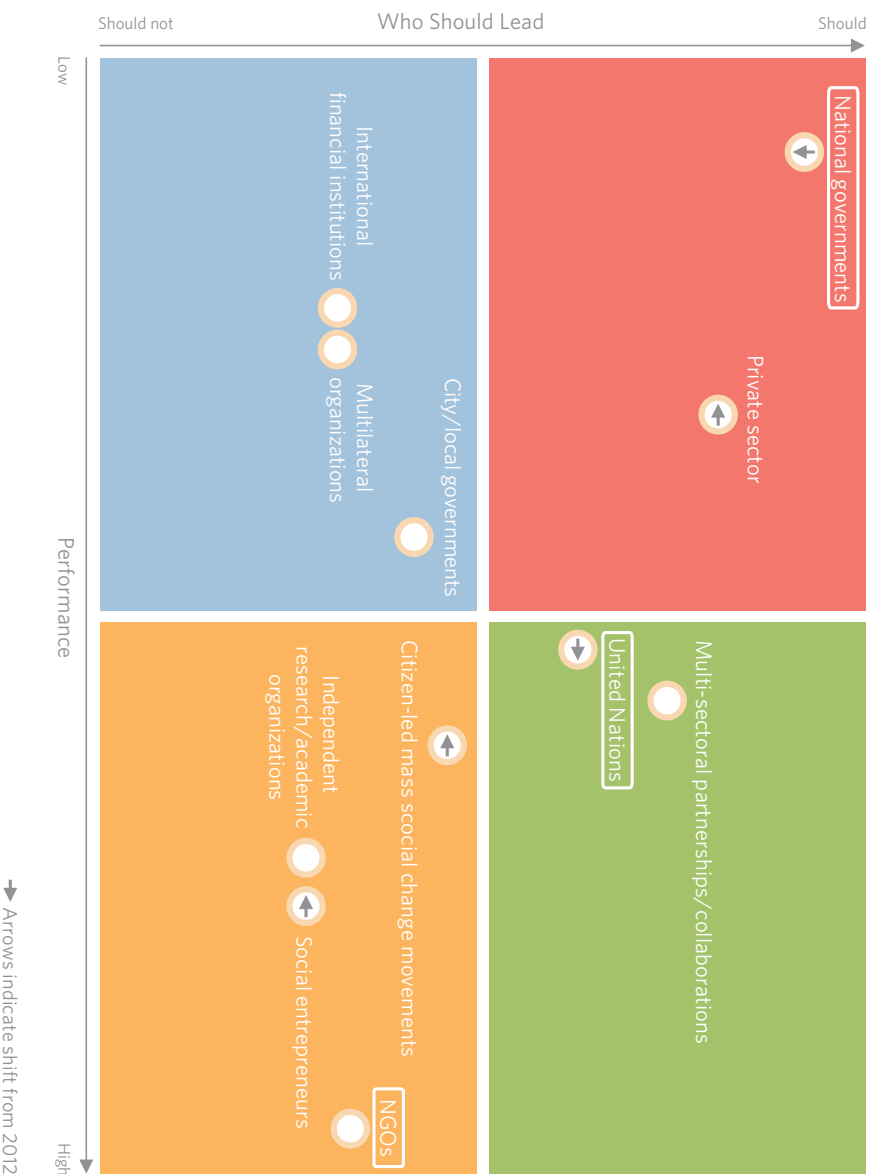 Should not
Who Should Lead
Should
Low
Performance
High
National governments
Private sector
International
financial institutions
Multilateral
organizations
City/local governments
Multi-sectoral partnerships/collaborations
United Nations
Citizen-led mass scocial change movements
Independent
research/academic
organizations
Social entrepreneurs
NGOs
Arrows indicate shift from 2012